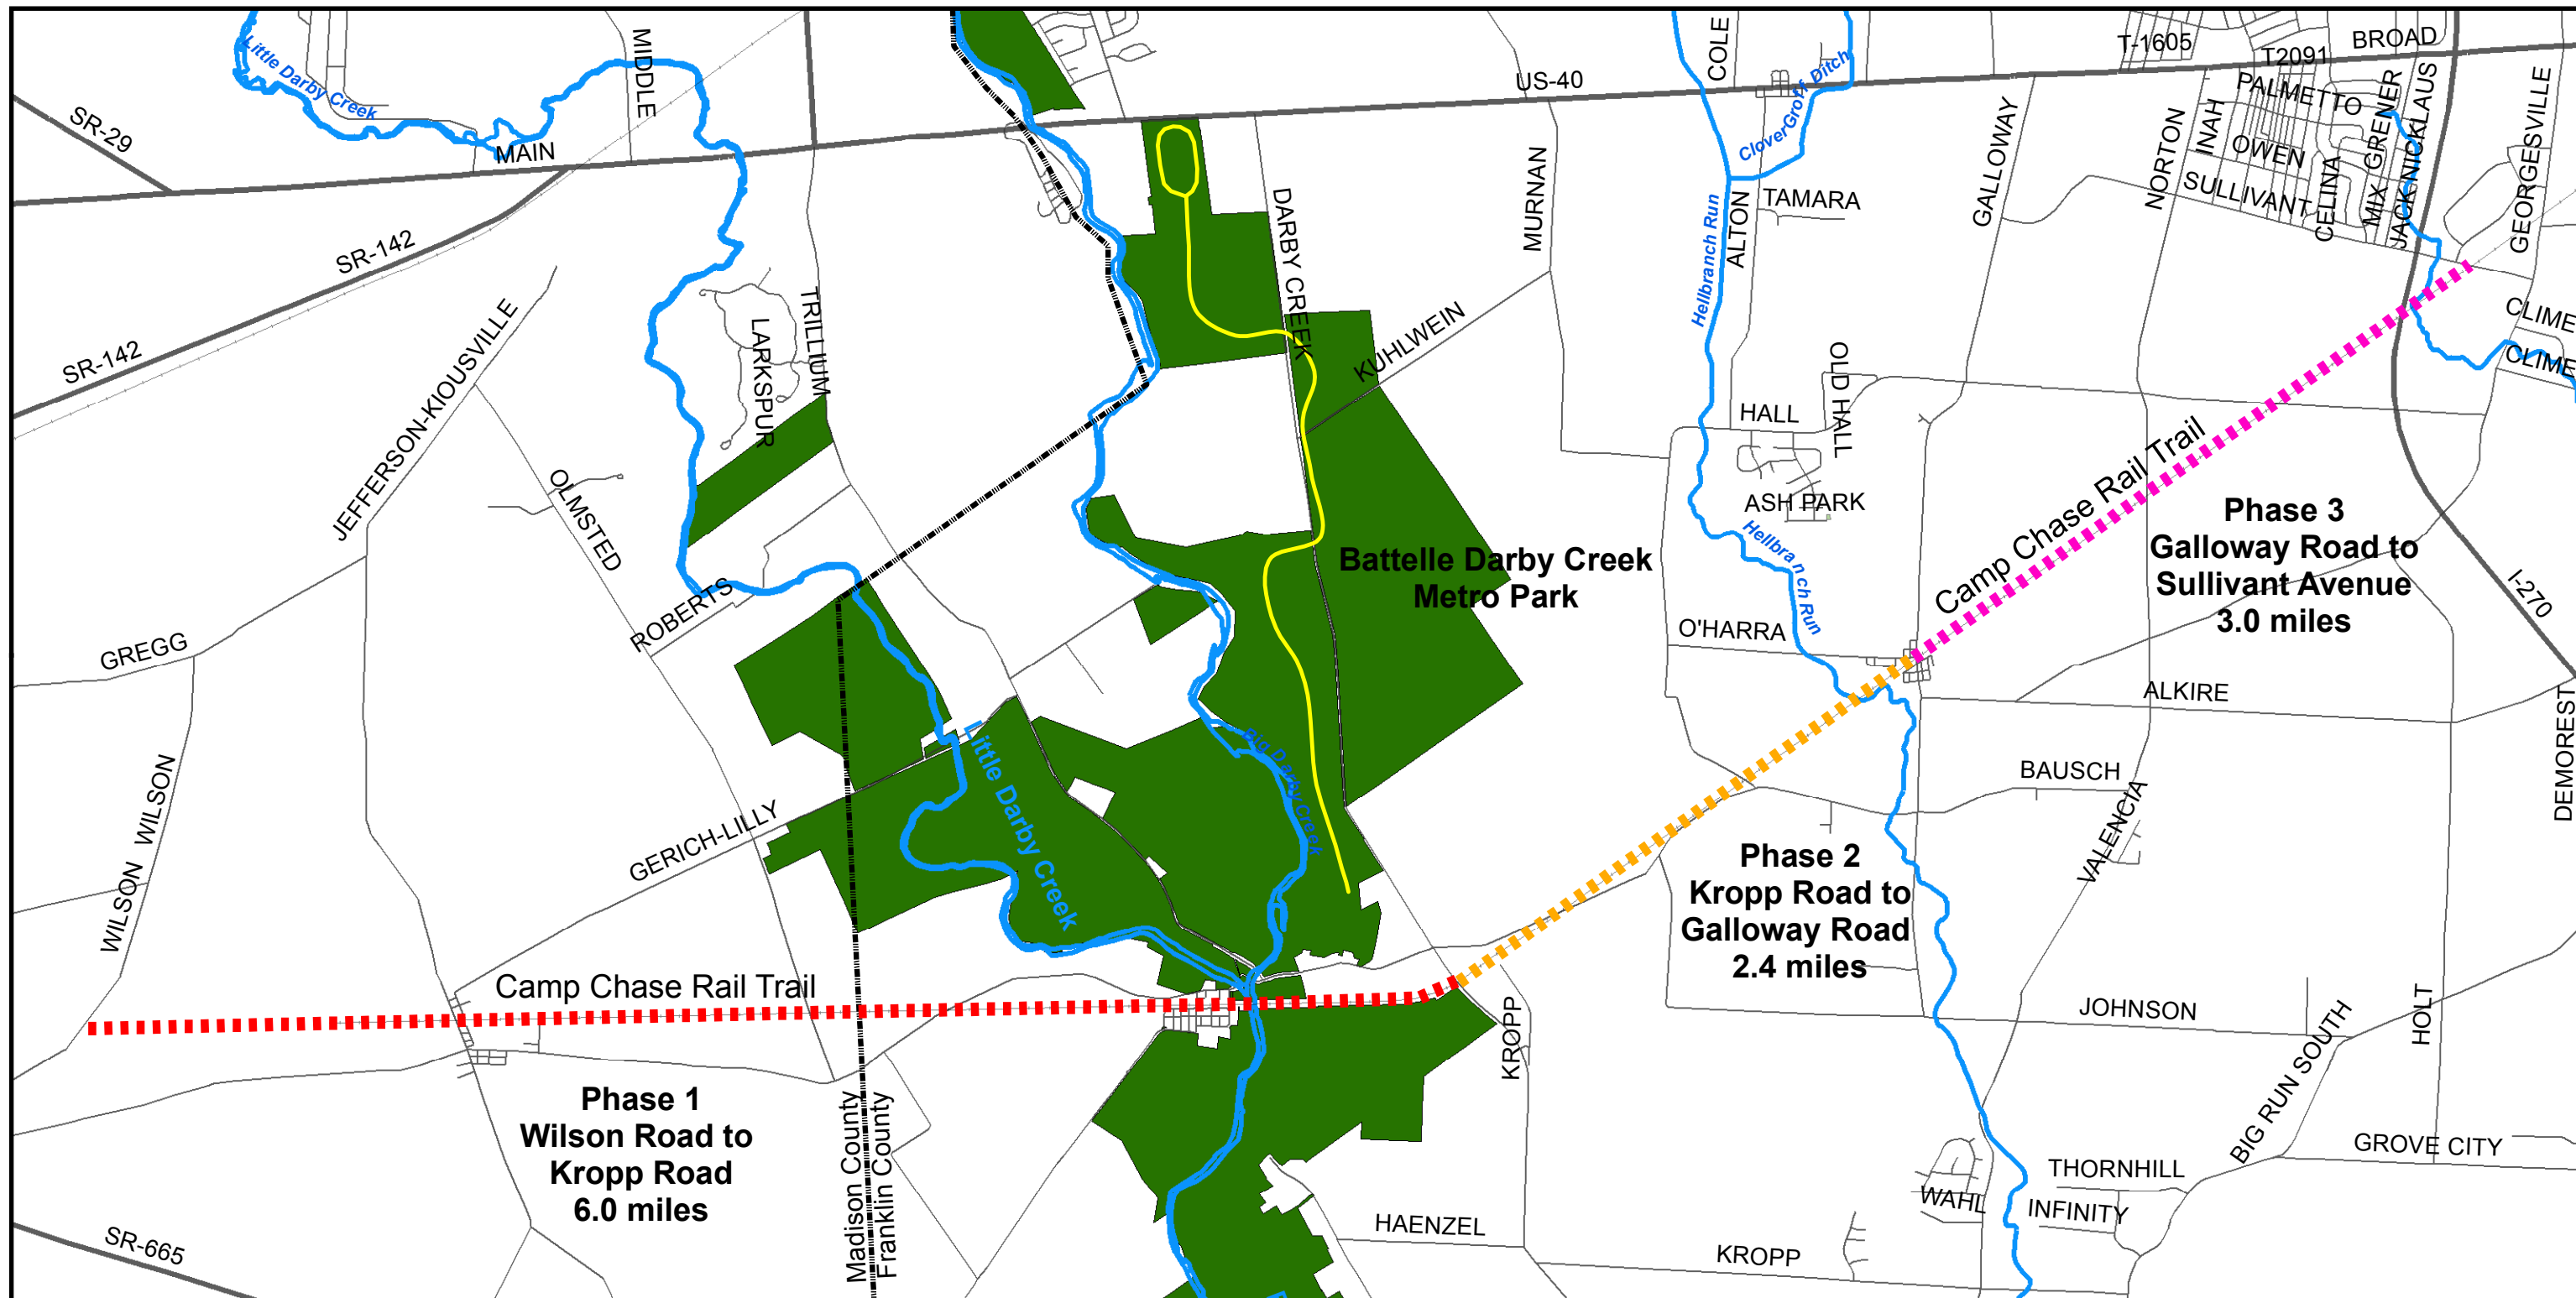 Little Darby Creek
MIDDLE
COLE
T-1605
BROAD
T2091
US-40
CloverGroff Ditch
PALMETTO
MIX GRENER
JACK NICKLAUS
GEORGESVILLE
SR-29
MAIN
GALLOWAY
NORTON
INAH
OWEN
CELINA
SULLIVANT
MURNAN
ALTON
TAMARA
DARBY CREEK
Hellbranch Run
SR-142
SR-142
JEFFERSON-KIOUSVILLE
LARKSPUR
TRILLIUM
KUHLWEIN
OLD HALL
HALL
CLIME
CLIME
ASH PARK
Hellbranch Run
Camp Chase Rail Trail
OLMSTED
Phase 3
Galloway Road to
Sullivant Avenue
3.0 miles
I-270
Battelle Darby Creek
Metro Park
GREGG
ROBERTS
O'HARRA
ALKIRE
DEMOREST
Little Darby Creek
Big Darby Creek
WILSON
WILSON
GERICH-LILLY
BAUSCH
VALENCIA
Phase 2
Kropp Road to
Galloway Road
2.4 miles
Camp Chase Rail Trail
KROPP
JOHNSON
HOLT
BIG RUN SOUTH
Phase 1
Wilson Road to
Kropp Road
6.0 miles
Madison County
Franklin County
GROVE CITY
THORNHILL
WAHL
INFINITY
HAENZEL
KROPP
SR-665